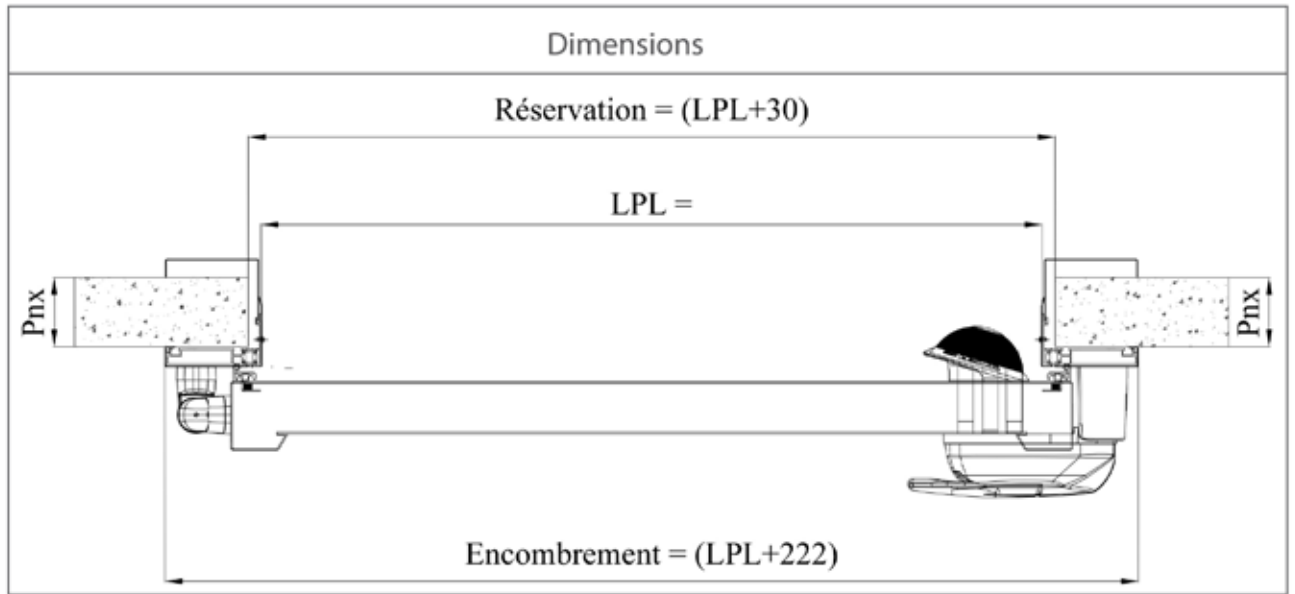 Dimensions
Réservation = (LPL+30)
LPL =
Pnx
Pnx
Encombrement = (LPL+222)